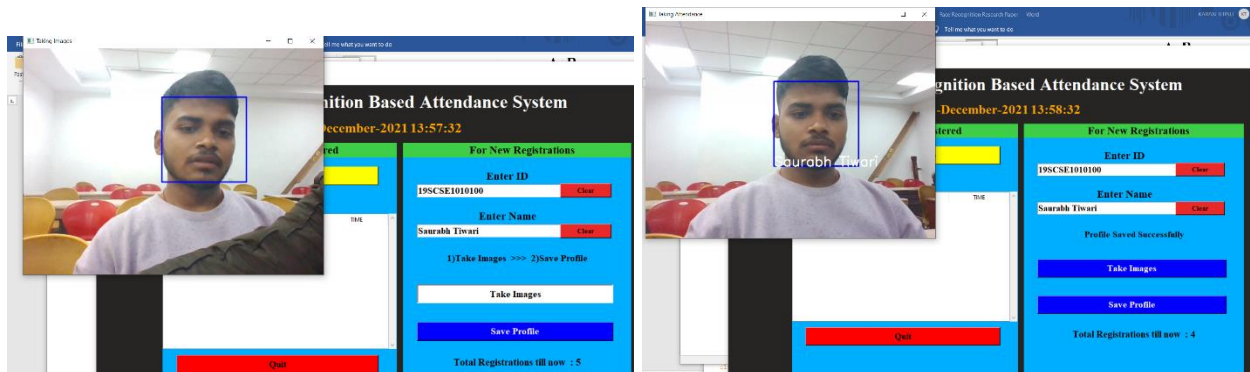 Taking Images
Tell me what you want to do
nition Based Attendance System
December-2021 13:57:32
red
For New Registrations
Enter ID
19SCSE1010100
Clear
TIME
Enter Name
Saurabh Tiwari
Clear
1)Take Images >>> 2)Save Profile
Take Images
Save Profile
Quit
Total Registrations till now : 5
Taking Attendance
Face Recognition Research Paper - Word
Tell me what you want to do
gnition Based Attendance System
-December-2021 13:58:32
stered
For New Registrations
Enter ID
19SCSE1010100
Clear
Saurabh Tiwari
TIME
Enter Name
Saurabh Tiwari
Clear
Profile Saved Successfully
Take Images
Save Profile
Quit
Total Registrations till now : 4